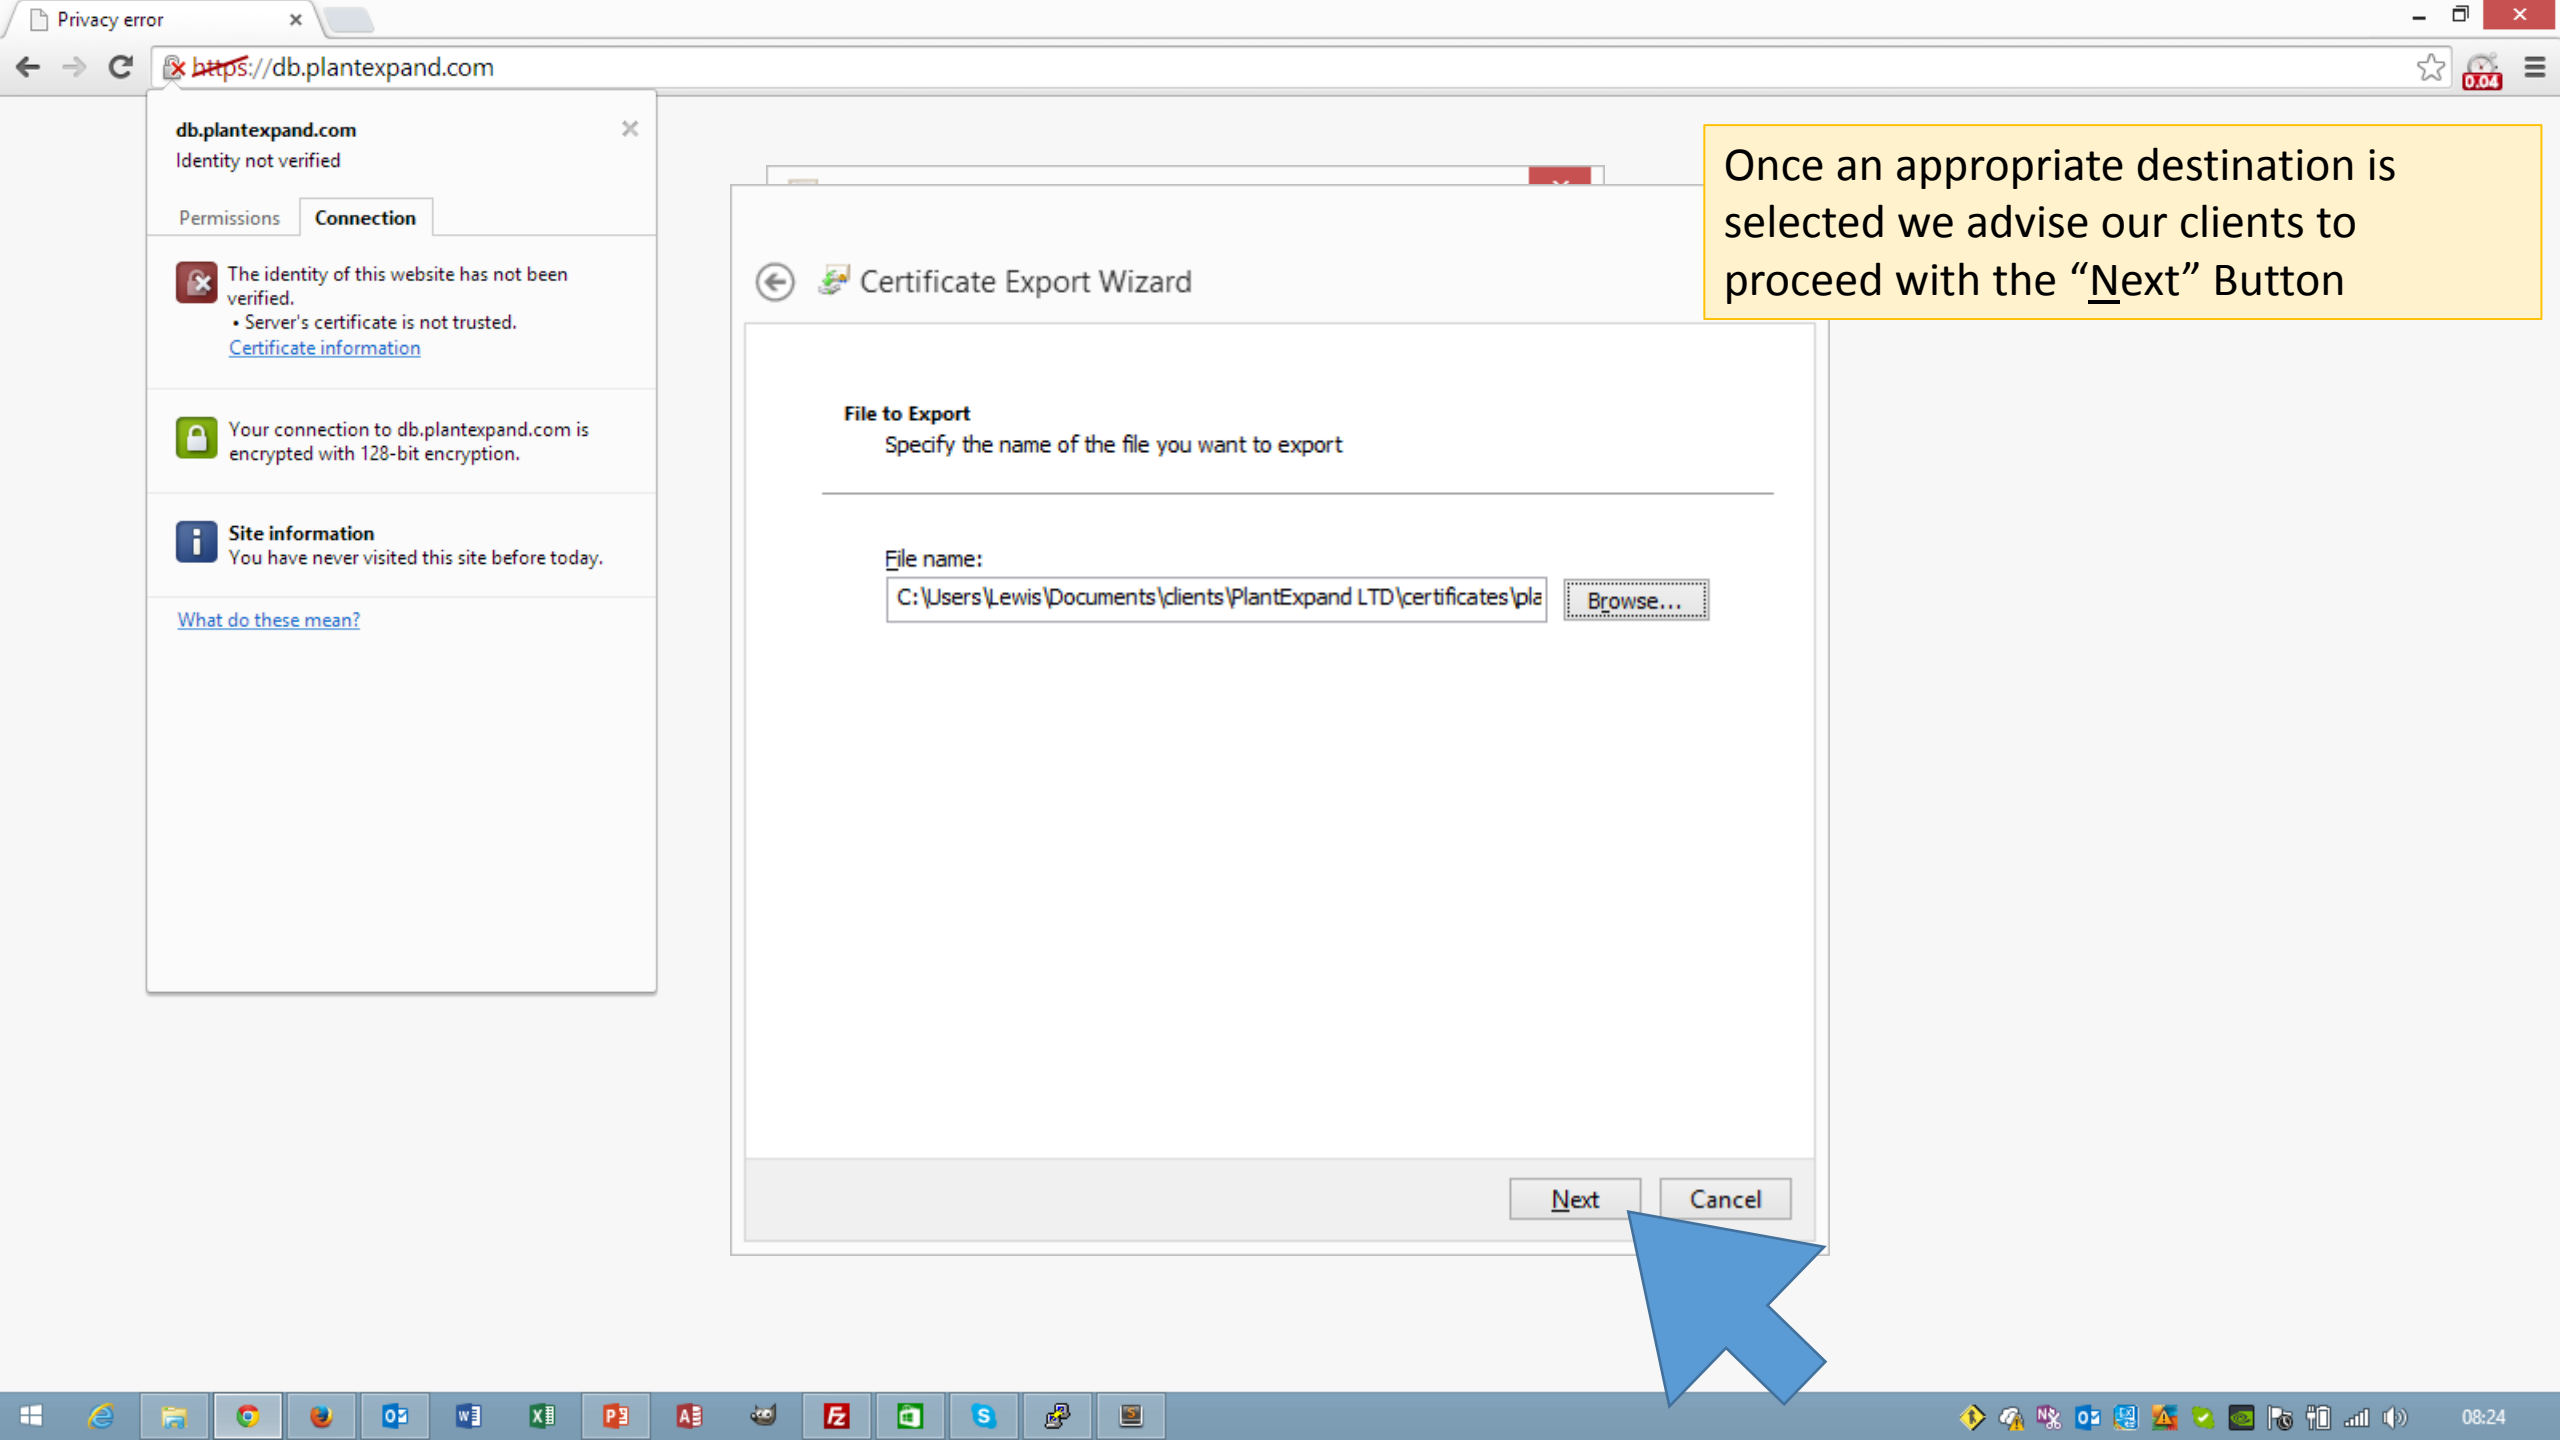 Privacy error
https://db.plantexpand.com
0.04
db.plantexpand.com
Identity not verified
Permissions
Connection
The identity of this website has not been
verified.
• Server's certificate is not trusted.
Certificate information
Your connection to db.plantexpand.com is
encrypted with 128-bit encryption.
Site information
You have never visited this site before today.
What do these mean?
Once an appropriate destination is
selected we advise our clients to
proceed with the “Next” Button
Certificate Export Wizard
File to Export
Specify the name of the file you want to export
File name:
C:\Users\Lewis\Documents\clients\PlantExpand LTD\certificates\pla
Browse...
Next
Cancel
08:24